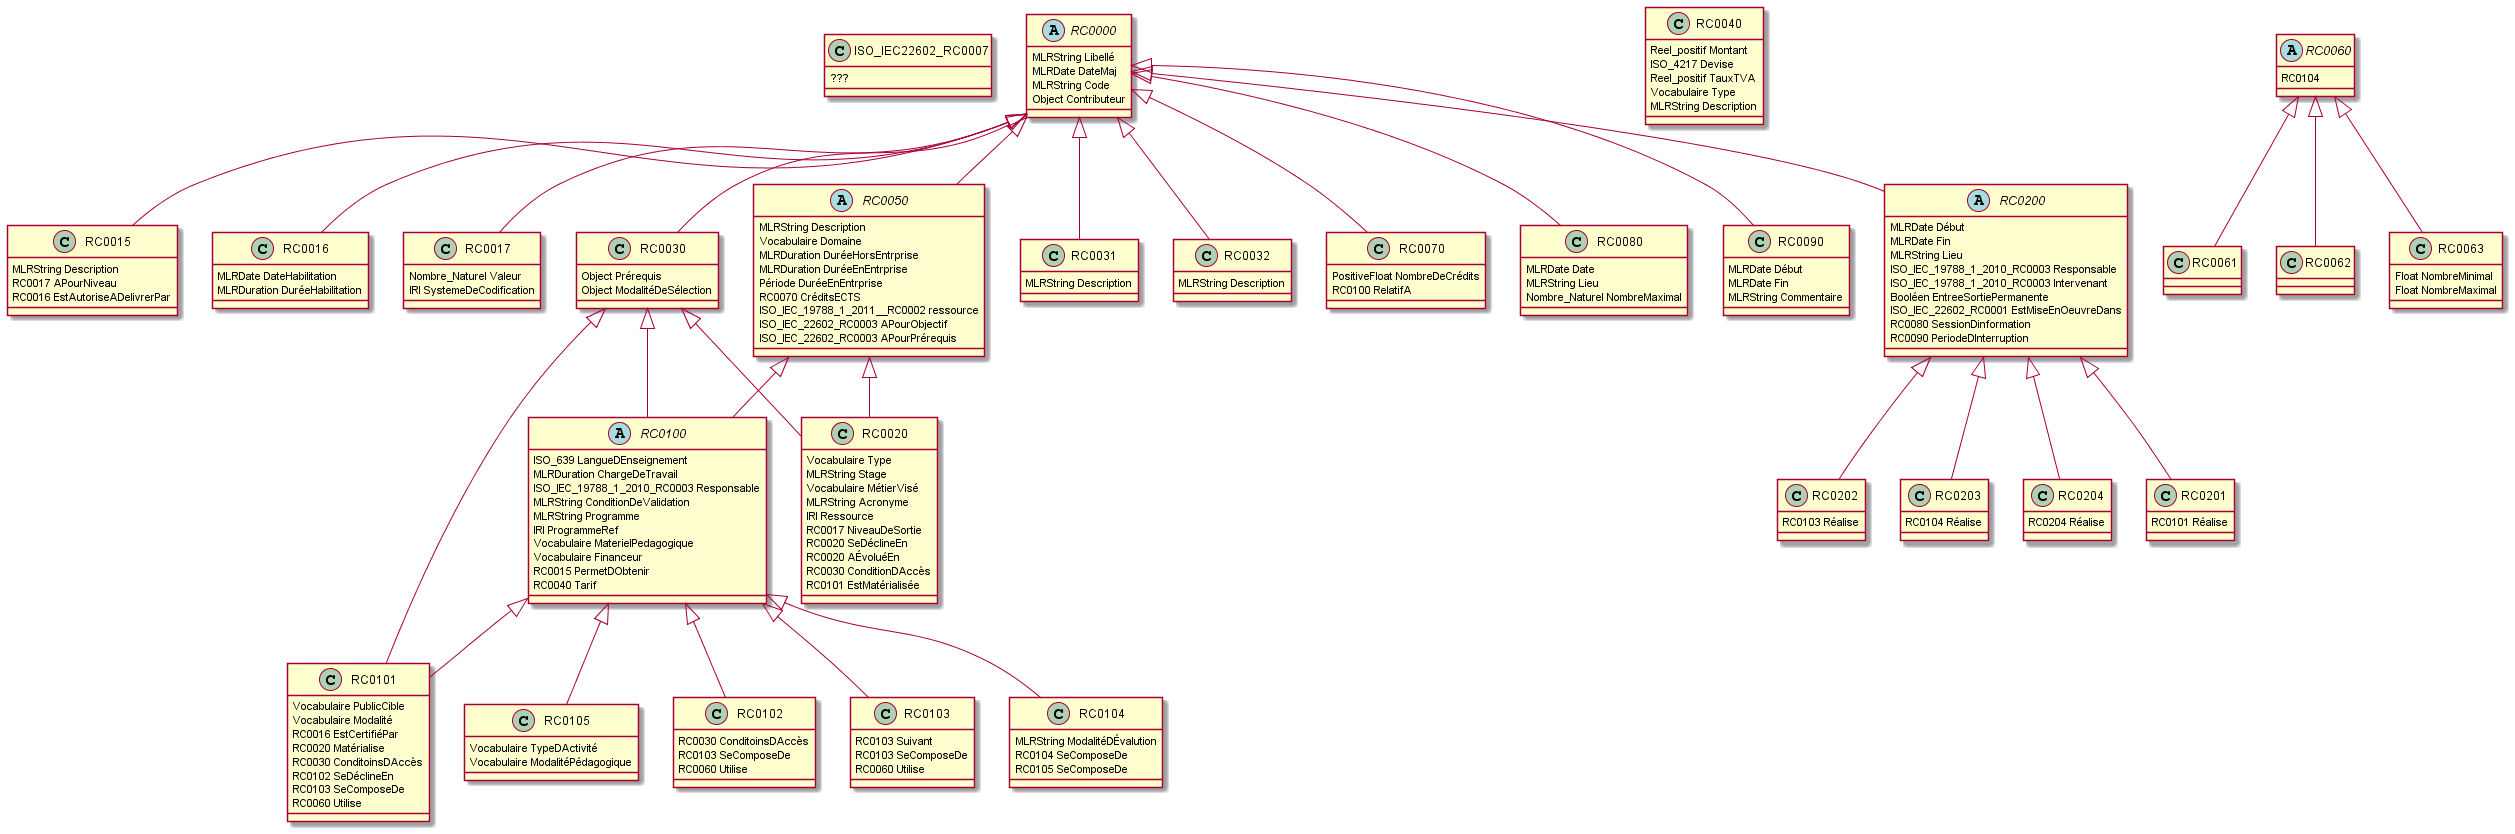 C ISO_IEC22602_RC0007
???
A RC0000
MLRString Libellé
MLRDate DateMaj
MLRString Code
Object Contributeur
C RC0040
Reel_positif Montant
ISO_4217 Devise
Reel_positif TauxTVA
Vocabulaire Type
MLRString Description
A RC0060
RC0104
C RC0015
MLRString Description
RC0017 APourNiveau
RC0016 EstAutoriseADelivrerPar
C RC0016
MLRDate DateHabilitation
MLRDuration DuréeHabilitation
C RC0017
Nombre_Naturel Valeur
IRI SystemeDeCodification
C RC0030
Object Prérequis
Object ModalitéDeSélection
A RC0050
MLRString Description
Vocabulaire Domaine
MLRDuration DuréeHorsEntrprise
MLRDuration DuréeEnEntrprise
Période DuréeEnEntrprise
RC0070 CréditsECTS
ISO_IEC_19788_1_2011__RC0002 ressource
ISO_IEC_22602_RC0003 APourObjectif
ISO_IEC_22602_RC0003 APourPrérequis
C RC0031
MLRString Description
C RC0032
MLRString Description
C RC0070
PositiveFloat NombreDeCrédits
RC0100 RelatifA
C RC0080
MLRDate Date
MLRString Lieu
Nombre_Naturel NombreMaximal
C RC0090
MLRDate Début
MLRDate Fin
MLRString Commentaire
A RC0200
MLRDate Début
MLRDate Fin
MLRString Lieu
ISO_IEC_19788_1_2010_RC0003 Responsable
ISO_IEC_19788_1_2010_RC0003 Intervenant
Booléen EntreeSortiePermanente
ISO_IEC_22602_RC0001 EstMiseEnOeuvreDans
RC0080 SessionDinformation
RC0090 PeriodeDInterruption
C RC0061
C RC0062
C RC0063
Float NombreMinimal
Float NombreMaximal
A RC0100
ISO_639 LangueDEnseignement
MLRDuration ChargeDeTravail
ISO_IEC_19788_1_2010_RC0003 Responsable
MLRString ConditionDeValidation
MLRString Programme
IRI ProgrammeRef
Vocabulaire MaterielPedagogique
Vocabulaire Financeur
RC0015 PermetDObtenir
RC0040 Tarif
C RC0020
Vocabulaire Type
MLRString Stage
Vocabulaire MétierVisé
MLRString Acronyme
IRI Ressource
RC0017 NiveauDeSortie
RC0020 SeDéclineEn
RC0020 AÉvoluéEn
RC0030 ConditionDAccès
RC0101 EstMatérialisée
C RC0202
RC0103 Réalise
C RC0203
RC0104 Réalise
C RC0204
RC0204 Réalise
C RC0201
RC0101 Réalise
C RC0101
Vocabulaire PublicCible
Vocabulaire Modalité
RC0016 EstCertifiéPar
RC0020 Matérialise
RC0030 ConditoinsDAccès
RC0102 SeDéclineEn
RC0103 SeComposeDe
RC0060 Utilise
C RC0105
Vocabulaire TypeDActivité
Vocabulaire ModalitéPédagogique
C RC0102
RC0030 ConditoinsDAccès
RC0103 SeComposeDe
RC0060 Utilise
C RC0103
RC0103 Suivant
RC0103 SeComposeDe
RC0060 Utilise
C RC0104
MLRString ModalitéDÉvalution
RC0104 SeComposeDe
RC0105 SeComposeDe